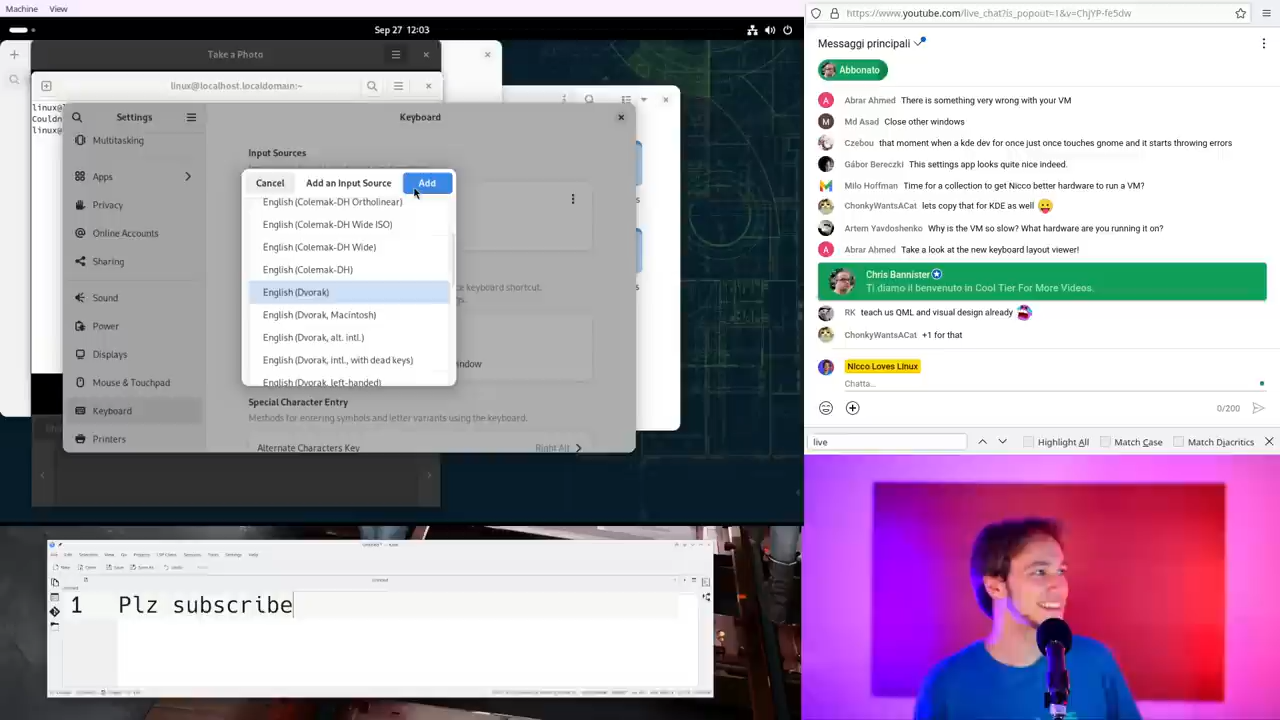 Machine View
Sep 27 12:03
Take a Photo
linux@localhost.localdomain:~
Settings
Keyboard
Multitasking
Apps
Privacy
Online Accounts
Sharing
Sound
Power
Displays
Mouse & Touchpad
Keyboard
Printers
Input Sources
Cancel Add an Input Source Add
English (Colemak-DH Ortholinear)
English (Colemak-DH Wide ISO)
English (Colemak-DH Wide)
English (Colemak-DH)
English (Dvorak)
English (Dvorak, Macintosh)
English (Dvorak, alt. intl.)
English (Dvorak, intl., with dead keys)
English (Dvorak, left-handed)
keyboard shortcut.
Special Character Entry
Methods for entering symbols and letter variants using the keyboard.
Alternate Characters Key Right Alt
1 Plz subscribe
https://www.youtube.com/live_chat?is_popout=1&v=ChjYP-fe5dw
Messaggi principali
Abbonato
A Abrar Ahmed There is something very wrong with your VM
M Md Asad Close other windows
Czebou that moment when a kde dev for once just once touches gnome and it starts throwing errors
Gábor Bereczki This settings app looks quite nice indeed.
Milo Hoffman Time for a collection to get Nicco better hardware to run a VM?
ChonkyWantsACat lets copy that for KDE as well 😛
Artem Yavdoshenko Why is the VM so slow? What hardware are you running it on?
A Abrar Ahmed Take a look at the new keyboard layout viewer!
Chris Bannister
Ti diamo il benvenuto in Cool Tier For More Videos.
RK teach us QML and visual design already
ChonkyWantsACat +1 for that
Nicco Loves Linux
Chatta...
0/200
live Highlight All Match Case Match Diacritics